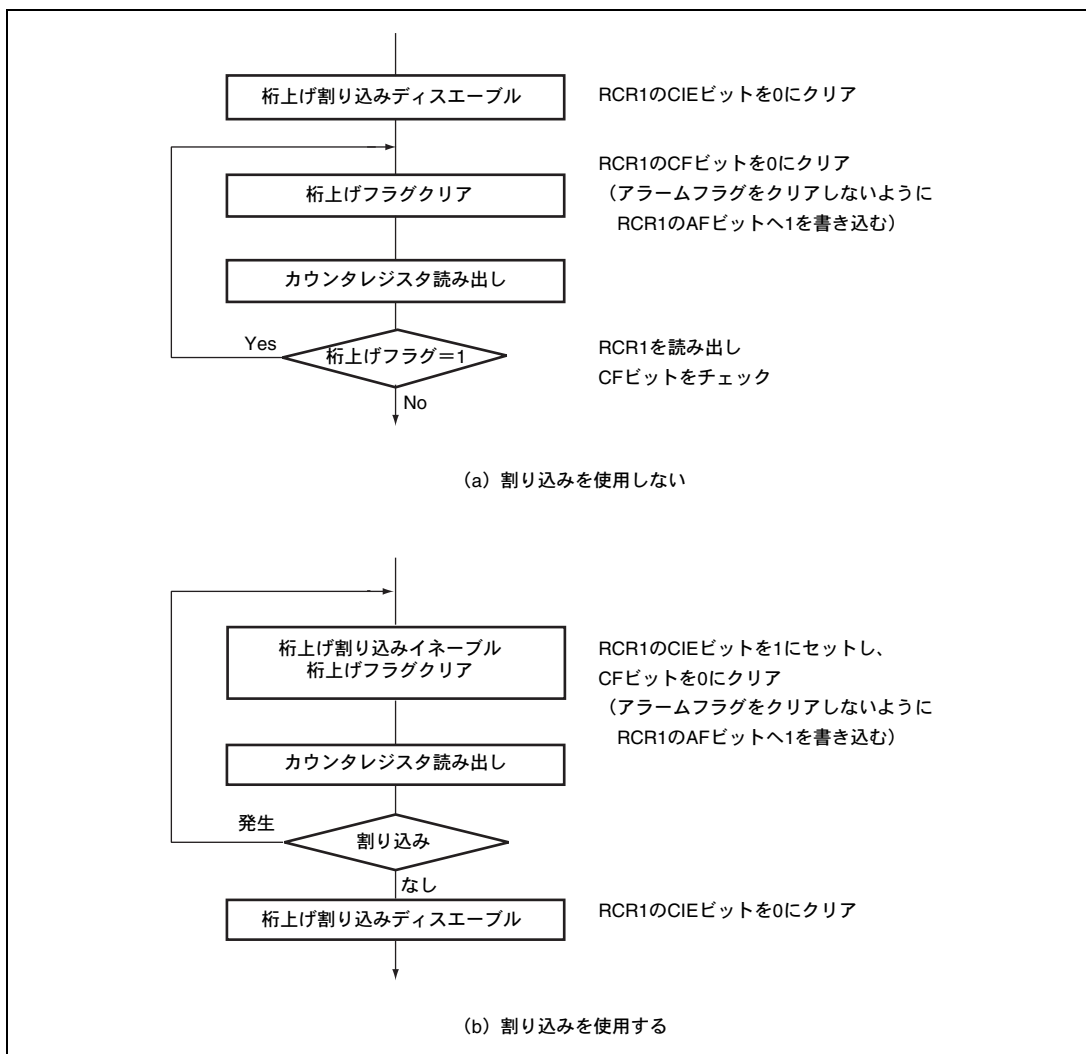 桁上げ割り込みディスエーブル
RCR1のCIEビットを0にクリア
桁上げフラグクリア
RCR1のCFビットを0にクリア
（アラームフラグをクリアしないように
RCR1のAFビットへ1を書き込む）
カウンタレジスタ読み出し
Yes
桁上げフラグ＝1
RCR1を読み出し
CFビットをチェック
No
（a）割り込みを使用しない
桁上げ割り込みイネーブル
桁上げフラグクリア
RCR1のCIEビットを1にセットし、
CFビットを0にクリア
（アラームフラグをクリアしないように
RCR1のAFビットへ1を書き込む）
カウンタレジスタ読み出し
発生
割り込み
なし
桁上げ割り込みディスエーブル
RCR1のCIEビットを0にクリア
（b）割り込みを使用する